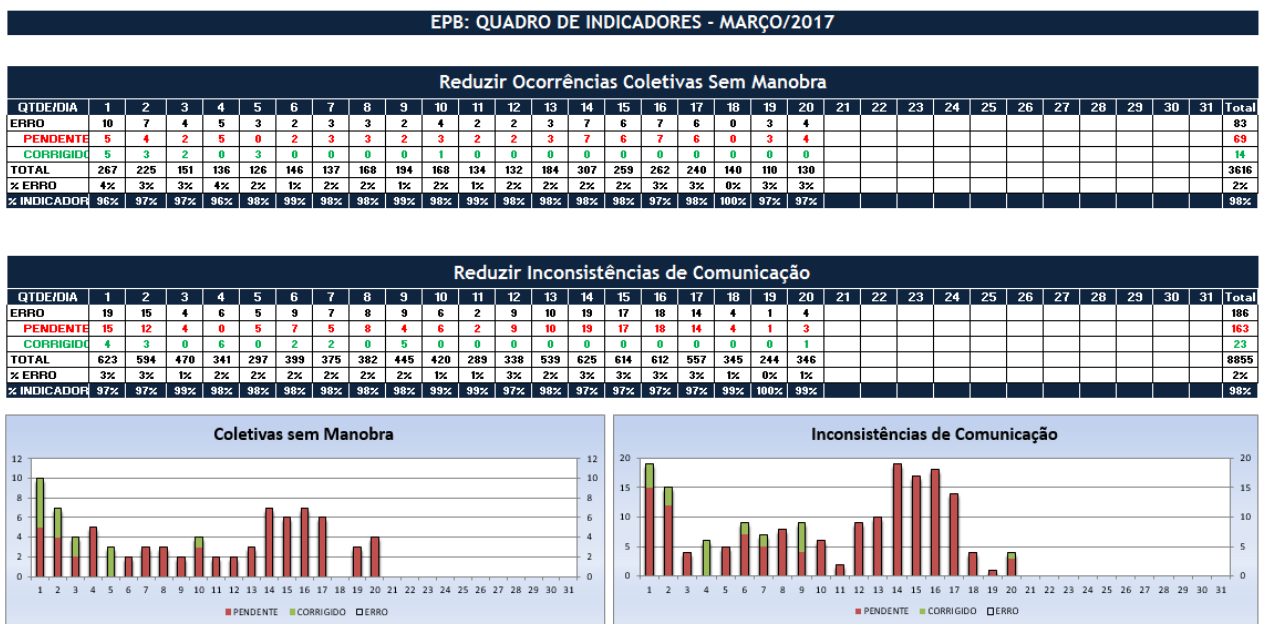 EPB: QUADRO DE INDICADORES - MARÇO/2017
Reduzir Ocorrências Coletivas Sem Manobra
QTDE/DIA 1 2 3 4 5 6 7 8 9 10 11 12 13 14 15 16 17 18 19 20 21 22 23 24 25 26 27 28 29 30 31 Total
ERRO 10 7 4 5 3 2 3 3 2 4 2 2 3 7 6 7 6 0 3 4 83
PENDENTE 5 4 2 5 0 2 3 3 2 3 2 2 3 7 6 7 6 0 3 4 69
CORRIGIDO 5 3 2 0 3 0 0 0 0 1 0 0 0 0 0 0 0 0 0 0 14
TOTAL 267 225 151 136 126 146 137 168 194 168 134 132 184 307 259 262 240 140 110 130 3616
% ERRO 4% 3% 3% 4% 2% 1% 2% 2% 1% 2% 1% 2% 2% 2% 2% 3% 3% 0% 3% 3% 2%
% INDICADOR 96% 97% 97% 96% 98% 99% 98% 98% 99% 98% 99% 98% 98% 98% 98% 97% 98% 100% 97% 97% 98%
Reduzir Inconsistências de Comunicação
QTDE/DIA 1 2 3 4 5 6 7 8 9 10 11 12 13 14 15 16 17 18 19 20 21 22 23 24 25 26 27 28 29 30 31 Total
ERRO 19 15 4 6 5 9 7 8 9 6 2 9 10 19 17 18 14 4 1 4 186
PENDENTE 15 12 4 0 5 7 5 8 4 6 2 9 10 19 17 18 14 4 1 3 163
CORRIGIDO 4 3 0 6 0 2 2 0 5 0 0 0 0 0 0 0 0 0 0 1 23
TOTAL 623 594 470 341 297 399 375 382 445 420 289 338 539 625 614 612 557 345 244 346 8855
% ERRO 3% 3% 1% 2% 2% 2% 2% 2% 2% 1% 1% 3% 2% 3% 3% 3% 3% 1% 0% 1% 2%
% INDICADOR 97% 97% 99% 98% 98% 98% 98% 98% 98% 99% 99% 97% 98% 97% 97% 97% 97% 99% 100% 99% 98%
Coletivas sem Manobra
12 12
10 10
8 8
6 6
4 4
2 2
0 0
1 2 3 4 5 6 7 8 9 10 11 12 13 14 15 16 17 18 19 20 21 22 23 24 25 26 27 28 29 30 31
PENDENTE CORRIGIDO ERRO
Inconsistências de Comunicação
20 20
15 15
10 10
5 5
0 0
1 2 3 4 5 6 7 8 9 10 11 12 13 14 15 16 17 18 19 20 21 22 23 24 25 26 27 28 29 30 31
PENDENTE CORRIGIDO ERRO